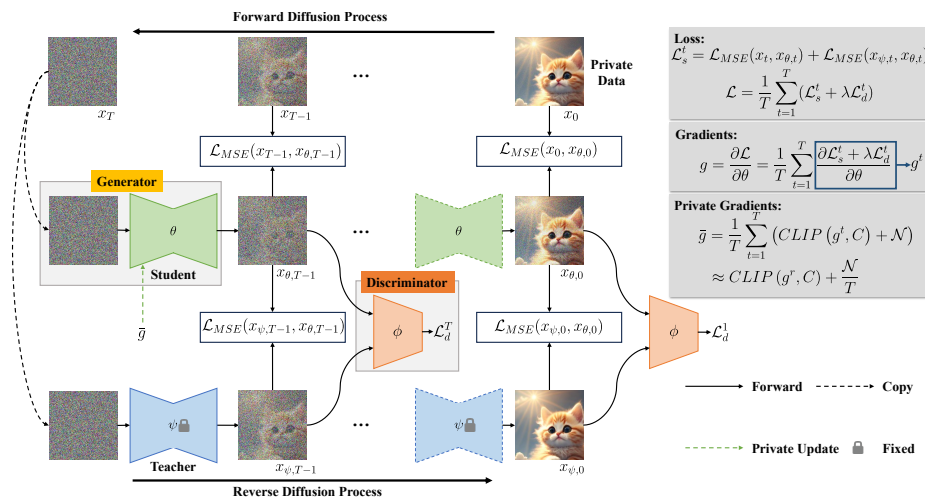 Forward Diffusion Process
Private
Data
$x_T$
$x_{T-1}$
...
$x_0$
$\mathcal{L}_{MSE}(x_{T-1}, x_{\theta,T-1})$
$\mathcal{L}_{MSE}(x_0, x_{\theta,0})$
Generator
θ
...
θ
Student
$x_{\theta,T-1}$
$x_{\theta,0}$
Discriminator
$\bar{g}$
$\mathcal{L}_{MSE}(x_{\psi,T-1}, x_{\theta,T-1})$
ϕ
$\mathcal{L}_d^T$
$\mathcal{L}_{MSE}(x_{\psi,0}, x_{\theta,0})$
ϕ
$\mathcal{L}_d^1$
ψ
...
ψ
Teacher
$x_{\psi,T-1}$
$x_{\psi,0}$
Reverse Diffusion Process
Loss:
$\mathcal{L}_s^t = \mathcal{L}_{MSE}(x_t, x_{\theta,t}) + \mathcal{L}_{MSE}(x_{\psi,t}, x_{\theta,t})$
$\mathcal{L} = \frac{1}{T} \sum_{t=1}^{T} (\mathcal{L}_s^t + \lambda \mathcal{L}_d^t)$
Gradients:
$g = \frac{\partial \mathcal{L}}{\partial \theta} = \frac{1}{T} \sum_{t=1}^{T} \frac{\partial \mathcal{L}_s^t + \lambda \mathcal{L}_d^t}{\partial \theta} \rightarrow g^t$
Private Gradients:
$\bar{g} = \frac{1}{T} \sum_{t=1}^{T} (CLIP(g^t, C) + \mathcal{N})$
$\approx CLIP(g^r, C) + \frac{\mathcal{N}}{T}$
Forward
Copy
Private Update
Fixed